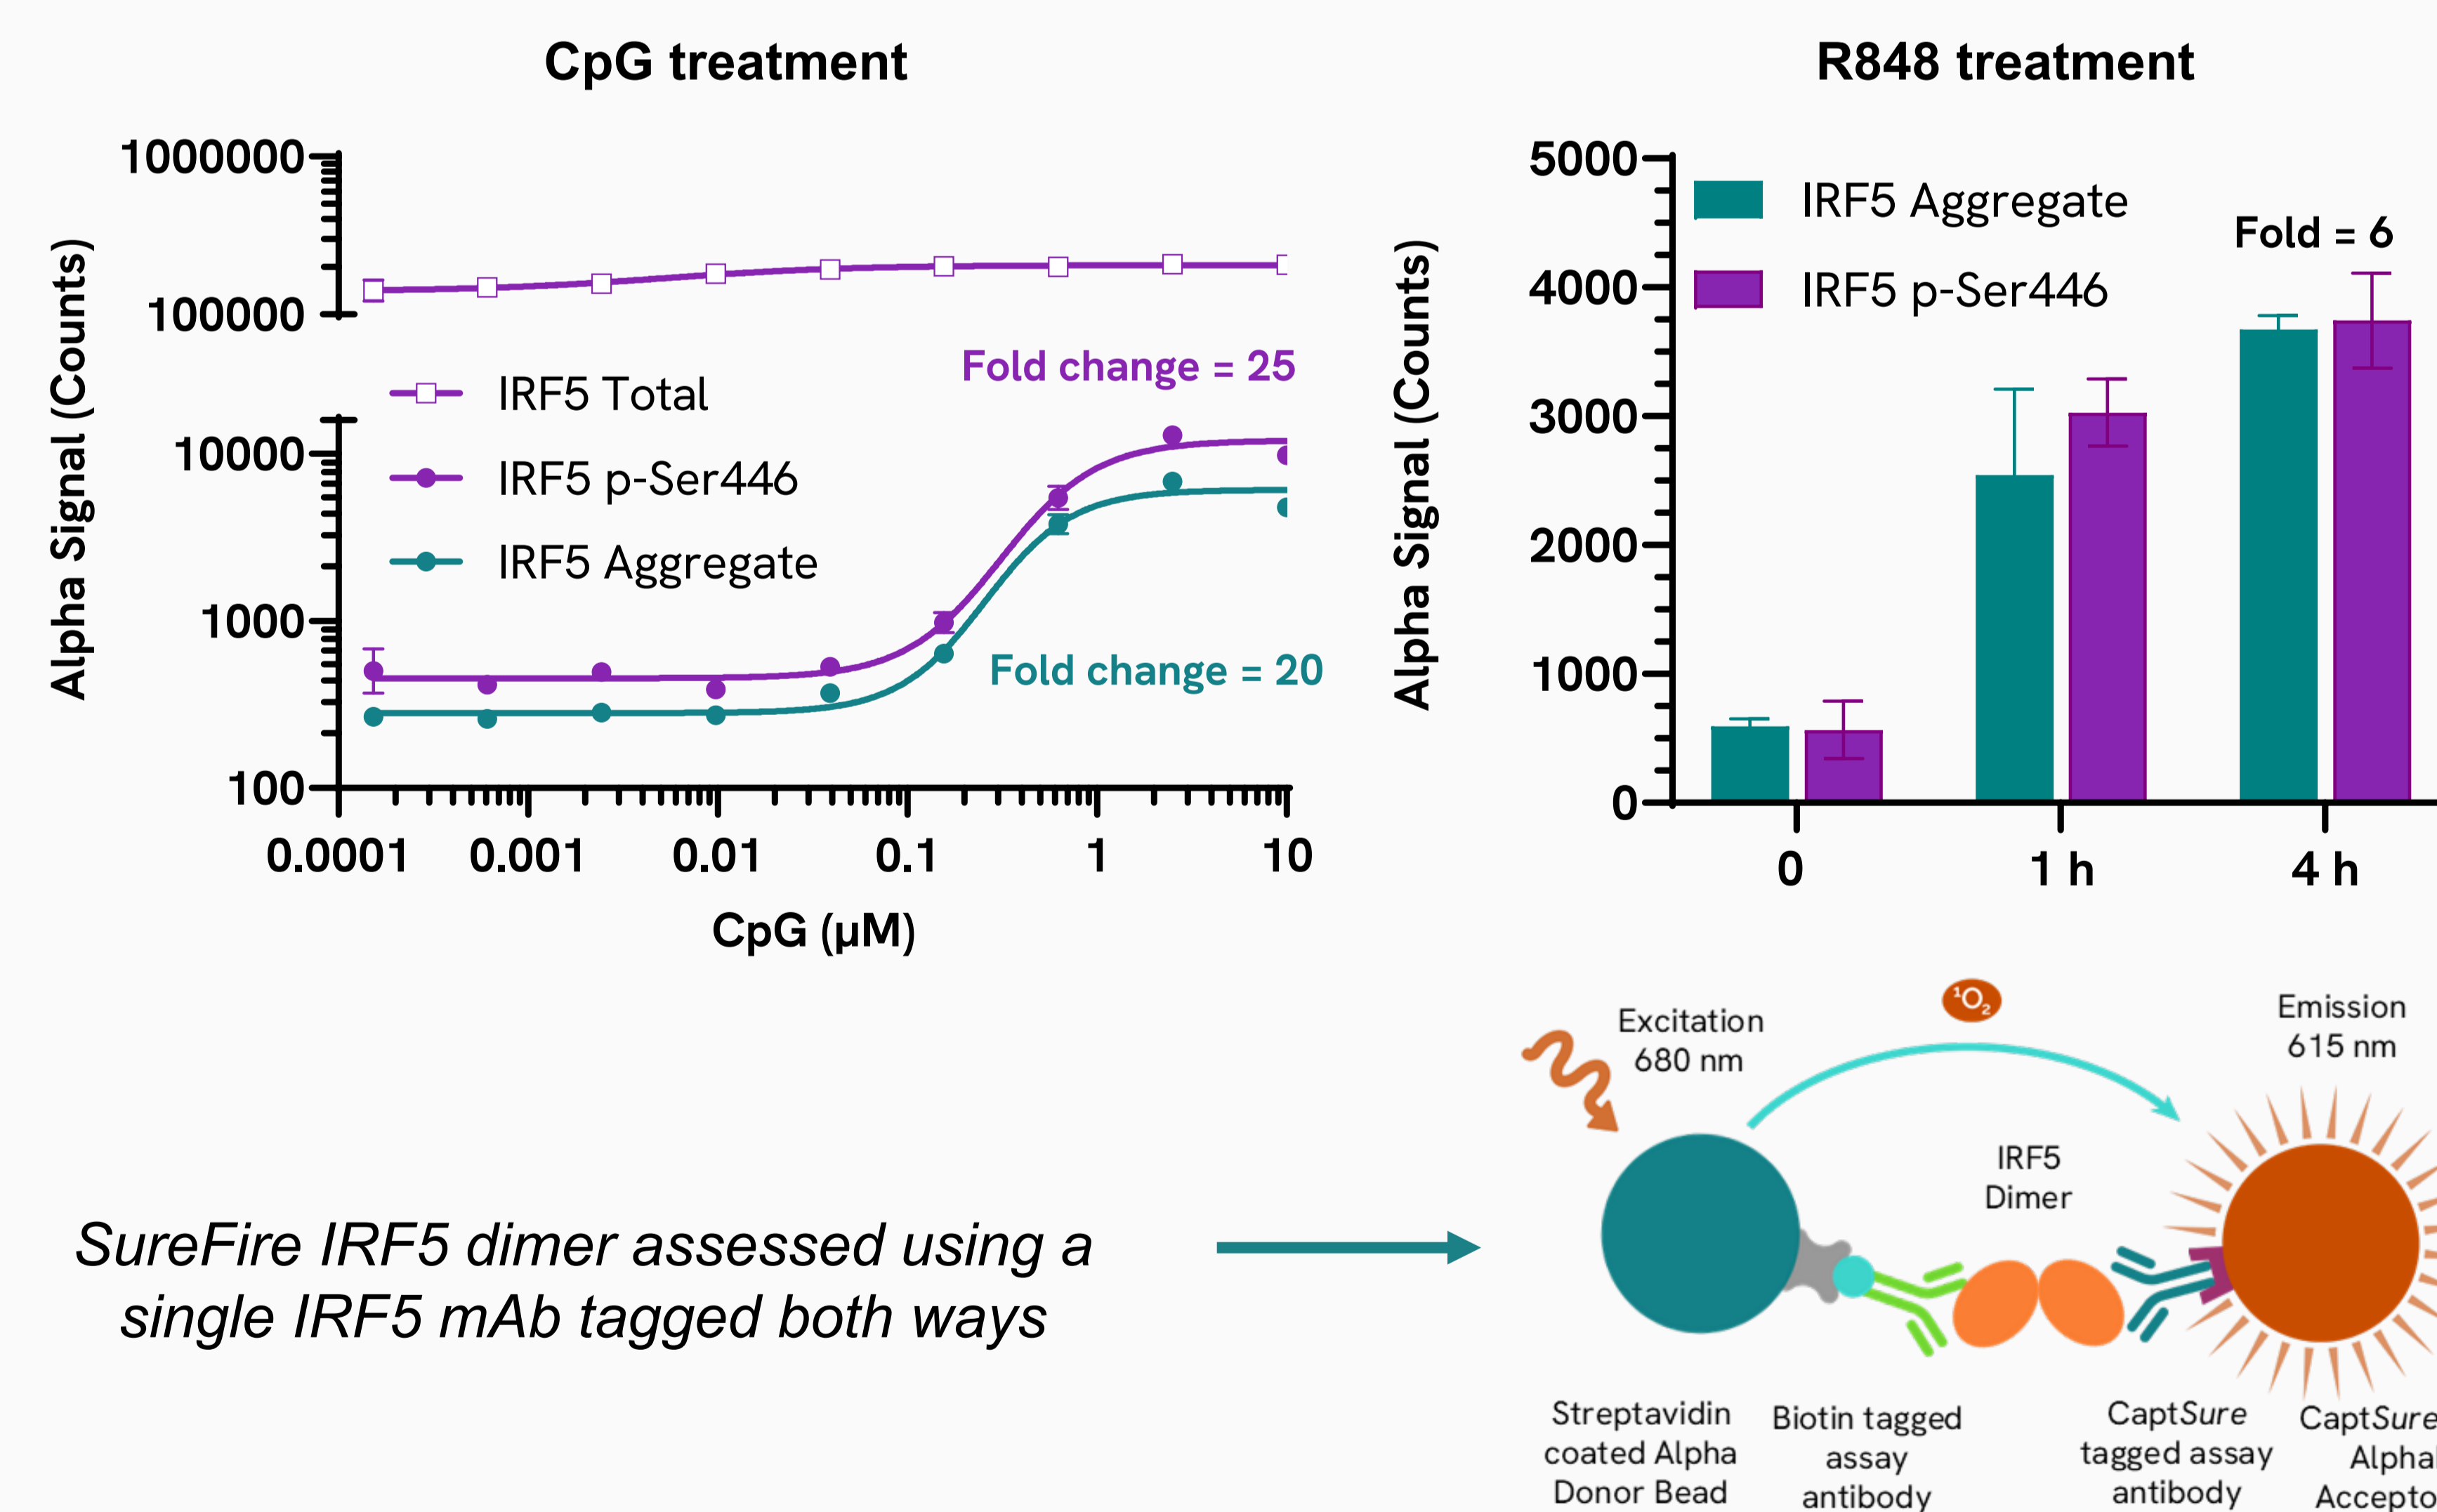 CpG treatment
Alpha Signal (Counts)
1000000
100000
10000
1000
100
IRF5 Total
IRF5 p-Ser446
IRF5 Aggregate
Fold change = 25
Fold change = 20
0.0001
0.001
0.01
0.1
1
10
CpG (µM)
R848 treatment
Alpha Signal (Counts)
5000
4000
3000
2000
1000
0
IRF5 Aggregate
IRF5 p-Ser446
Fold = 6
0
1 h
4 h
SureFire IRF5 dimer assessed using a
single IRF5 mAb tagged both ways
Excitation
680 nm
¹O₂
Emission
615 nm
IRF5
Dimer
Streptavidin
coated Alpha
Donor Bead
Biotin tagged
assay
antibody
CaptSure
tagged assay
antibody
CaptSure
Alpha